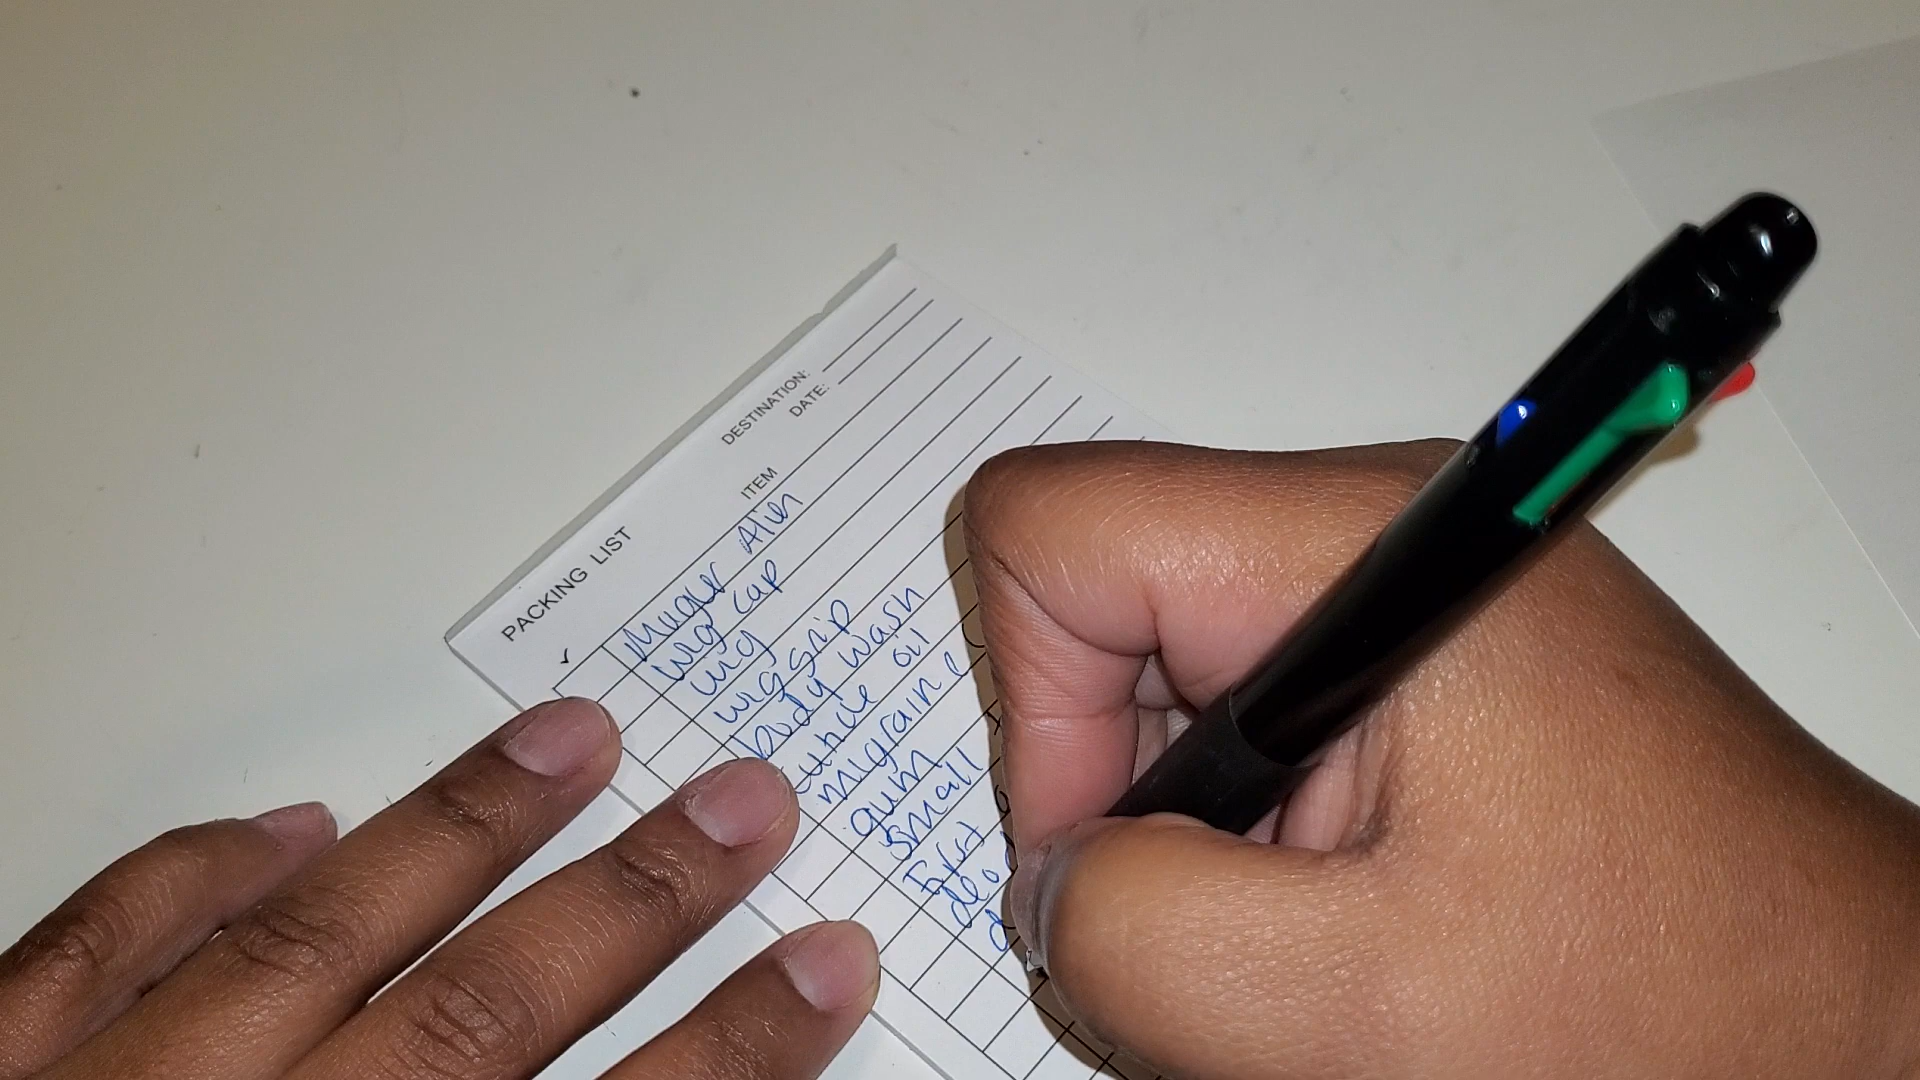 PACKING LIST
DESTINATION:
DATE:
✓ ITEM
Mugler Alien
wig cap
wig
wig grip
body wash
cuticle oil
migraine
gum
small
First